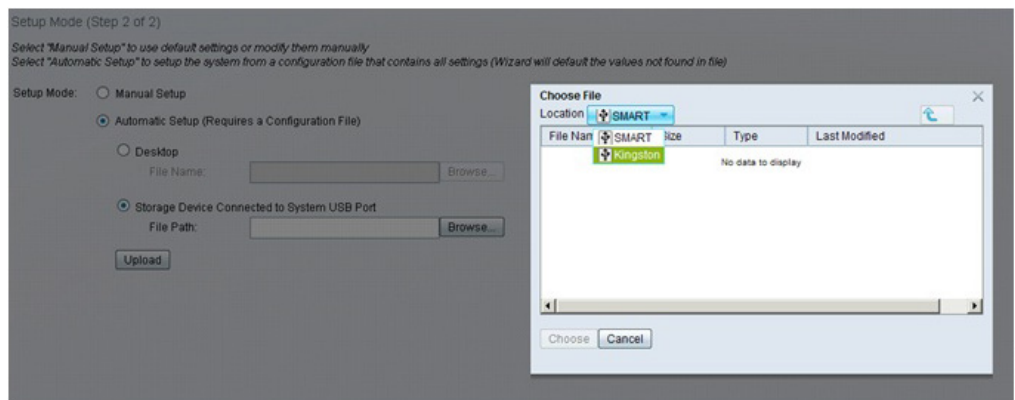 Setup Mode (Step 2 of 2)
Select "Manual Setup" to use default settings or modify them manually
Select "Automatic Setup" to setup the system from a configuration file that contains all settings (Wizard will default the values not found in file)
Setup Mode:
Manual Setup
Automatic Setup (Requires a Configuration File)
Desktop
File Name:
Browse...
Storage Device Connected to System USB Port
File Path:
Browse...
Upload
Choose File
Location
SMART
File Nam
Size
Type
Last Modified
SMART
Kingston
No data to display
Choose
Cancel